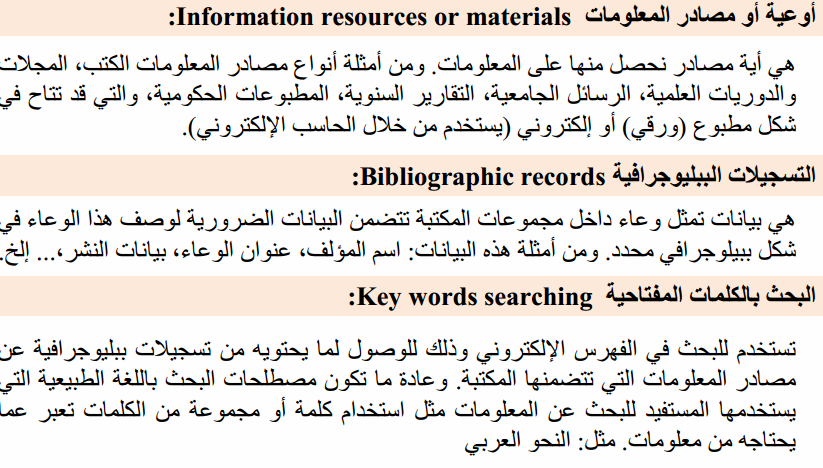 أوعية أو مصادر المعلومات Information resources or materials:
هي أية مصادر نحصل منها على المعلومات. ومن أمثلة أنواع مصادر المعلومات الكتب، المجلات
والدوريات العلمية، الرسائل الجامعية، التقارير السنوية، المطبوعات الحكومية، والتي قد تتاح في
شكل مطبوع (ورقي) أو إلكتروني (يستخدم من خلال الحاسب الإلكتروني).
التسجيلات الببليوجرافية Bibliographic records:
هي بيانات تمثل وعاء داخل مجموعات المكتبة تتضمن البيانات الضرورية لوصف هذا الوعاء في
شكل ببيلوجرافي محدد. ومن أمثلة هذه البيانات: اسم المؤلف، عنوان الوعاء، بيانات النشر،... إلخ.
البحث بالكلمات المفتاحية Key words searching:
تستخدم للبحث في الفهرس الإلكتروني وذلك للوصول لما يحتويه من تسجيلات ببليوجرافية عن
مصادر المعلومات التي تتضمنها المكتبة. وعادة ما تكون مصطلحات البحث باللغة الطبيعية التي
يستخدمها المستفيد للبحث عن المعلومات مثل استخدام كلمة أو مجموعة من الكلمات تعبر عما
يحتاجه من معلومات. مثل: النحو العربي